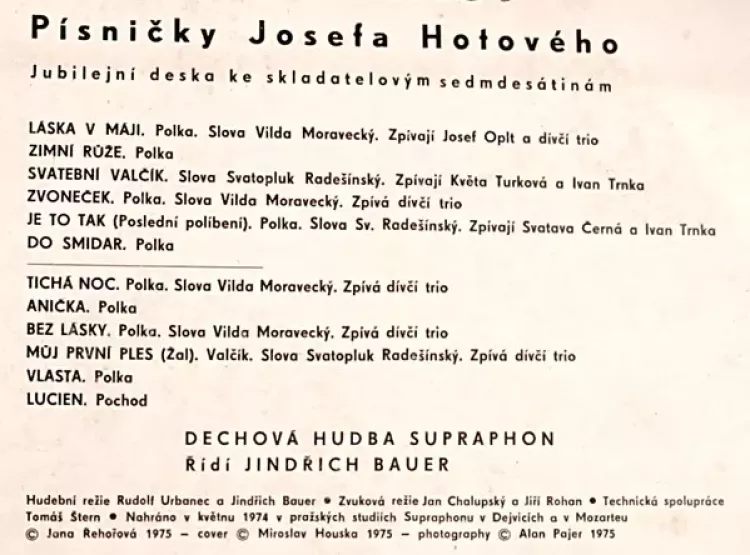 Písničky Josefa Hotového
Jubilejní deska ke skladatelovým sedmdesátinám
LÁSKA V MÁJI. Polka. Slova Vilda Moravecký. Zpívají Josef Oplt a dívčí trio
ZIMNÍ RŮŽE. Polka
SVATEBNÍ VALČÍK. Slova Svatopluk Radešínský. Zpívají Květa Turková a Ivan Trnka
ZVONEČEK. Polka. Slova Vilda Moravecký. Zpívá dívčí trio
JE TO TAK (Poslední políbení). Polka. Slova Sv. Radešínský. Zpívají Svatava Černá a Ivan Trnka
DO SMIDAR. Polka
TICHÁ NOC. Polka. Slova Vilda Moravecký. Zpívá dívčí trio
ANIČKA. Polka
BEZ LÁSKY. Polka. Slova Vilda Moravecký. Zpívá dívčí trio
MŮJ PRVNÍ PLES (Žal). Valčík. Slova Svatopluk Radešínský. Zpívá dívčí trio
VLASTA. Polka
LUCIEN. Pochod
DECHOVÁ HUDBA SUPRAPHON
Řídí JINDŘICH BAUER
Hudební režie Rudolf Urbanec a Jindřich Bauer • Zvuková režie Jan Chalupský a Jiří Rohan • Technická spolupráce
Tomáš Štern • Nahráno v květnu 1974 v pražských studiích Supraphonu v Dejvicích a v Mozarteu
© Jana Řehořová 1975 – cover © Miroslav Houska 1975 – photography © Alan Pajer 1975